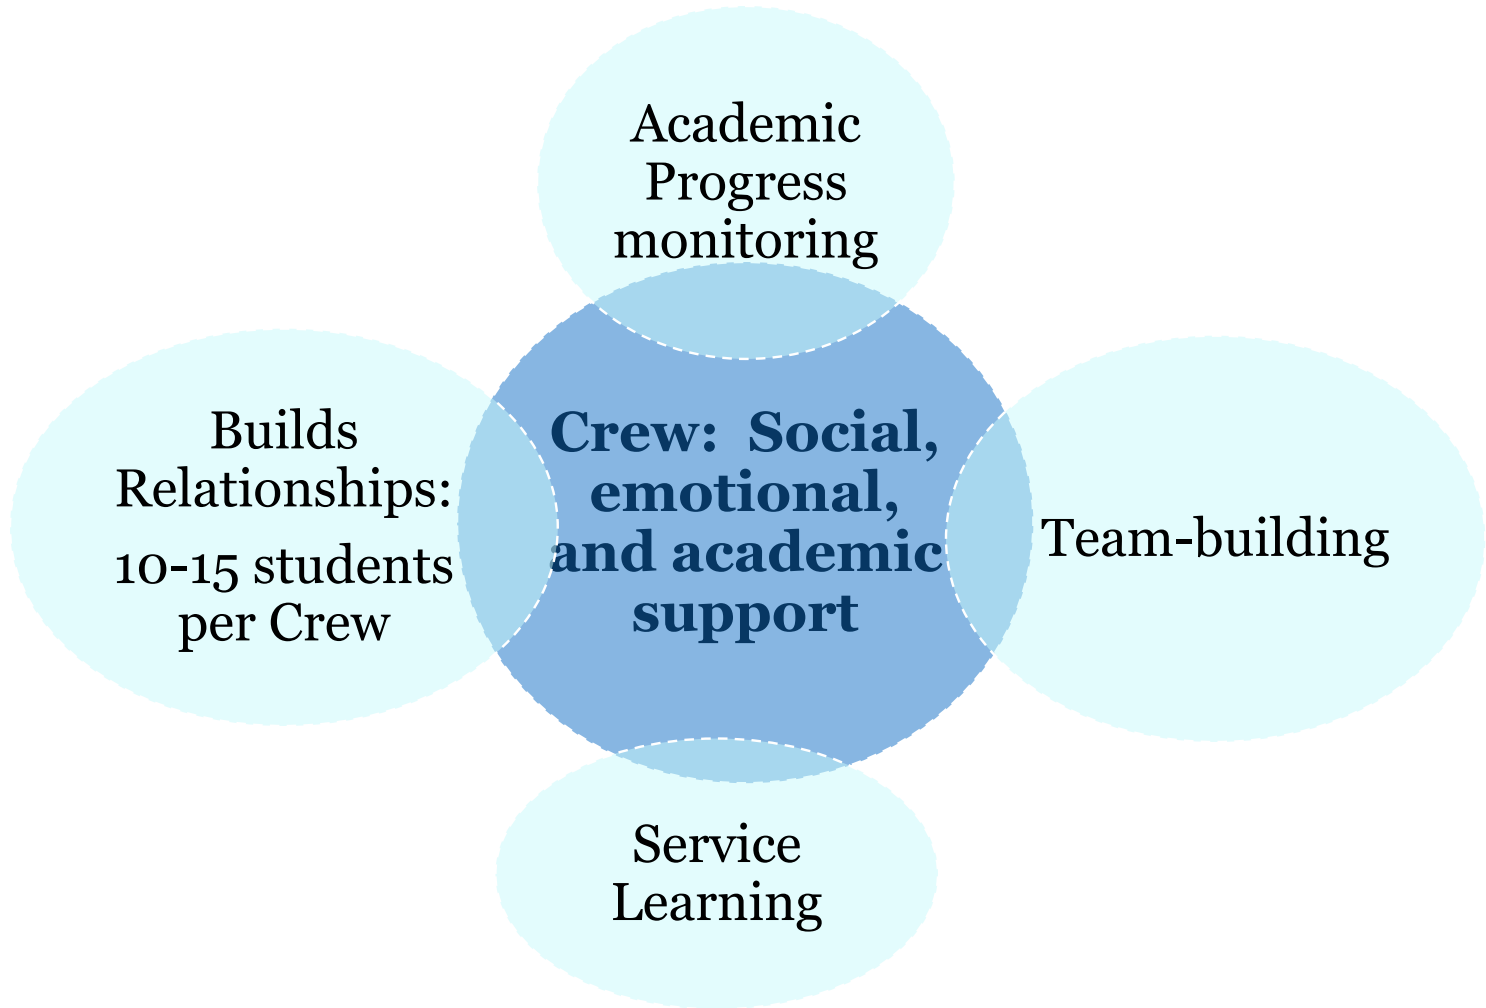 Academic
Progress
monitoring
Builds
Relationships:
10-15 students
per Crew
Crew:  Social,
emotional,
and academic
support
Team-building
Service
Learning